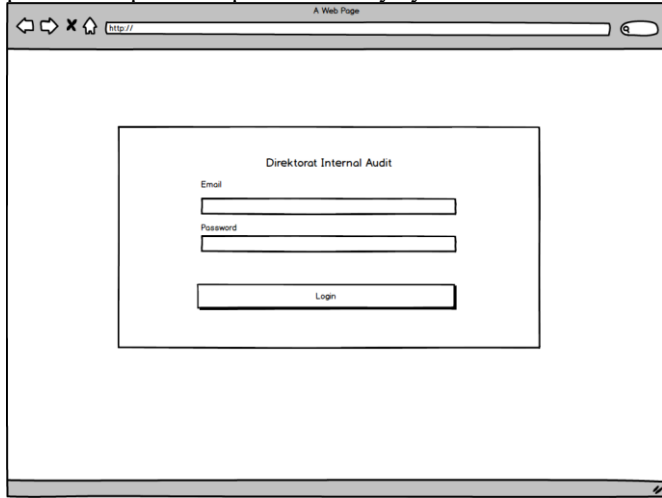 A Web Page
http://
Direktorat Internal Audit
Email
Password
Login